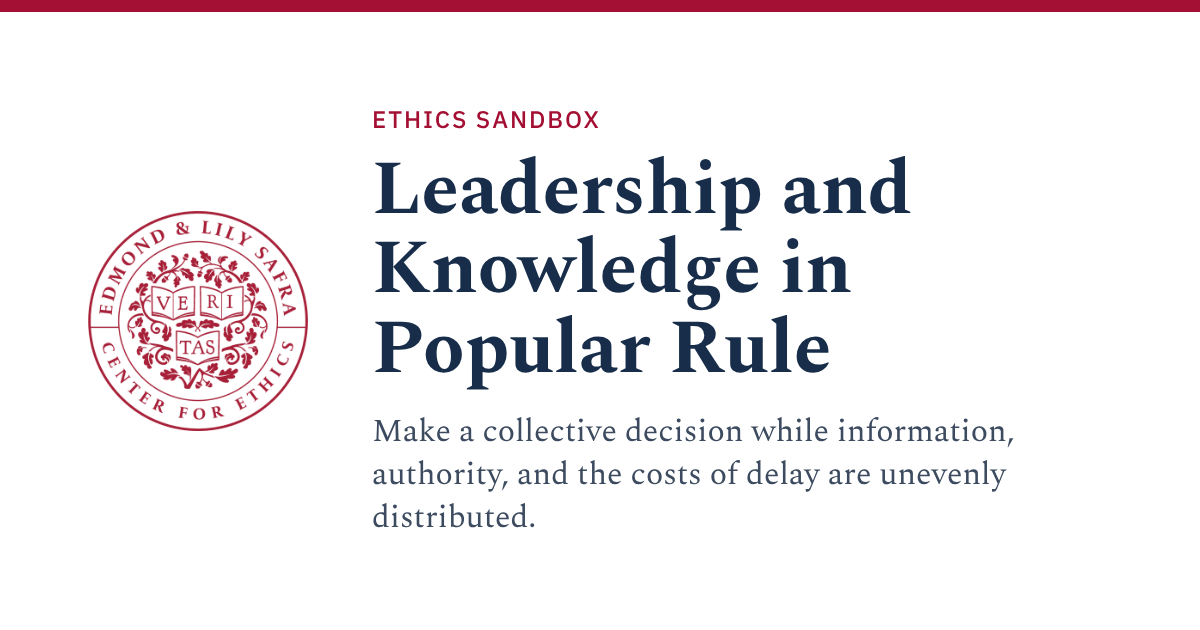 EDMOND & LILY SAFRA
CENTER FOR ETHICS
VE RI
TAS
ETHICS SANDBOX
Leadership and
Knowledge in
Popular Rule
Make a collective decision while information,
authority, and the costs of delay are unevenly
distributed.